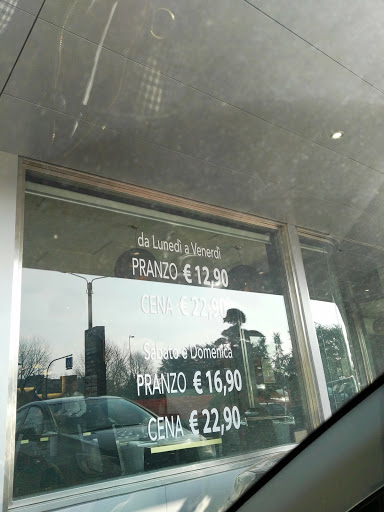 da Lunedì a Venerdì
PRANZO € 12,90
CENA € 22,90
Sabato e Domenica
PRANZO € 16,90
CENA € 22,90